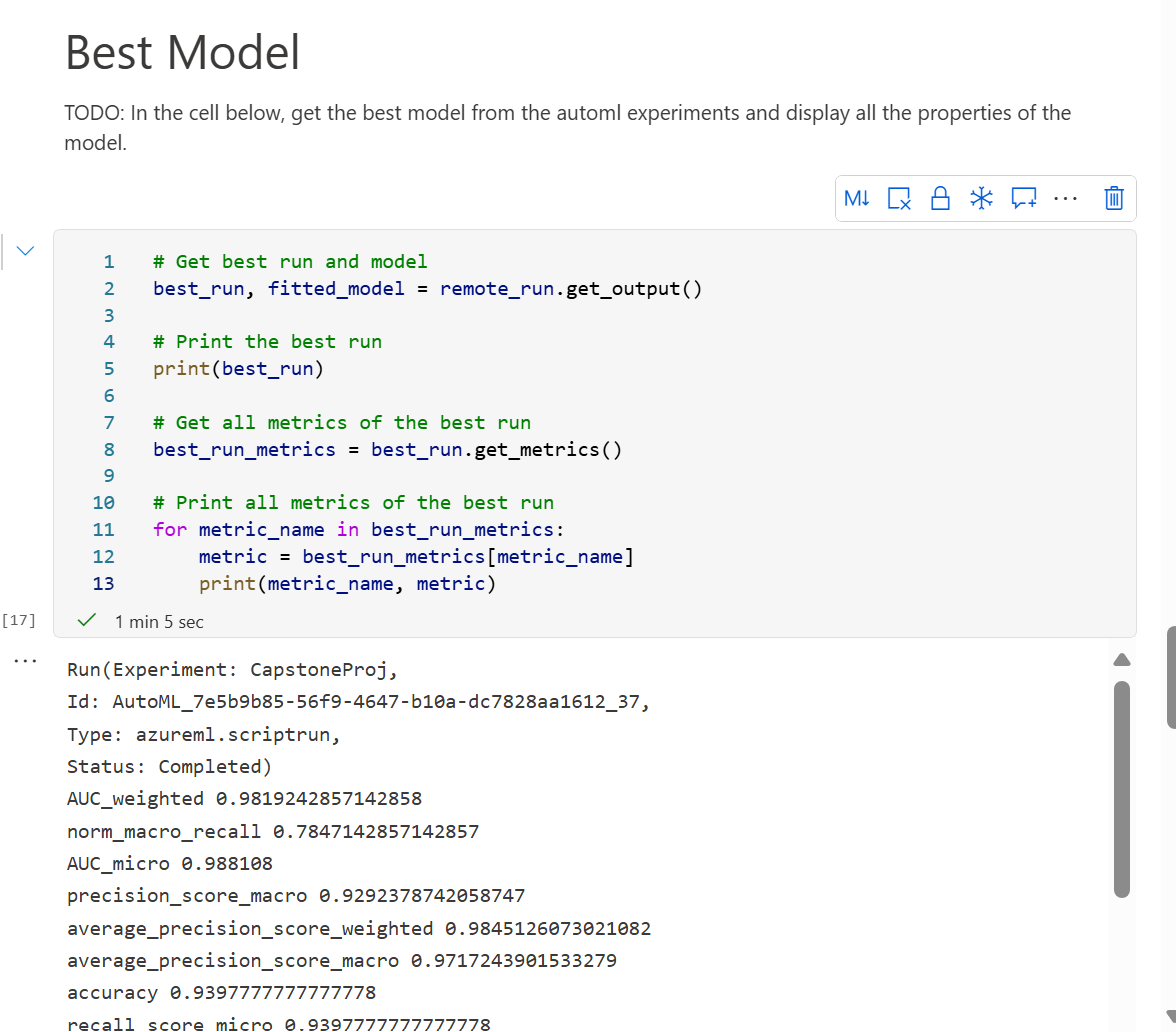 Best Model
TODO: In the cell below, get the best model from the automl experiments and display all the properties of the
model.
M↓
1 # Get best run and model
2 best_run, fitted_model = remote_run.get_output()
3
4 # Print the best run
5 print(best_run)
6
7 # Get all metrics of the best run
8 best_run_metrics = best_run.get_metrics()
9
10 # Print all metrics of the best run
11 for metric_name in best_run_metrics:
12     metric = best_run_metrics[metric_name]
13     print(metric_name, metric)
[17] 1 min 5 sec
Run(Experiment: CapstoneProj,
Id: AutoML_7e5b9b85-56f9-4647-b10a-dc7828aa1612_37,
Type: azureml.scriptrun,
Status: Completed)
AUC_weighted 0.9819242857142858
norm_macro_recall 0.7847142857142857
AUC_micro 0.988108
precision_score_macro 0.9292378742058747
average_precision_score_weighted 0.9845126073021082
average_precision_score_macro 0.9717243901533279
accuracy 0.9397777777777778
recall_score_micro 0.9397777777777778